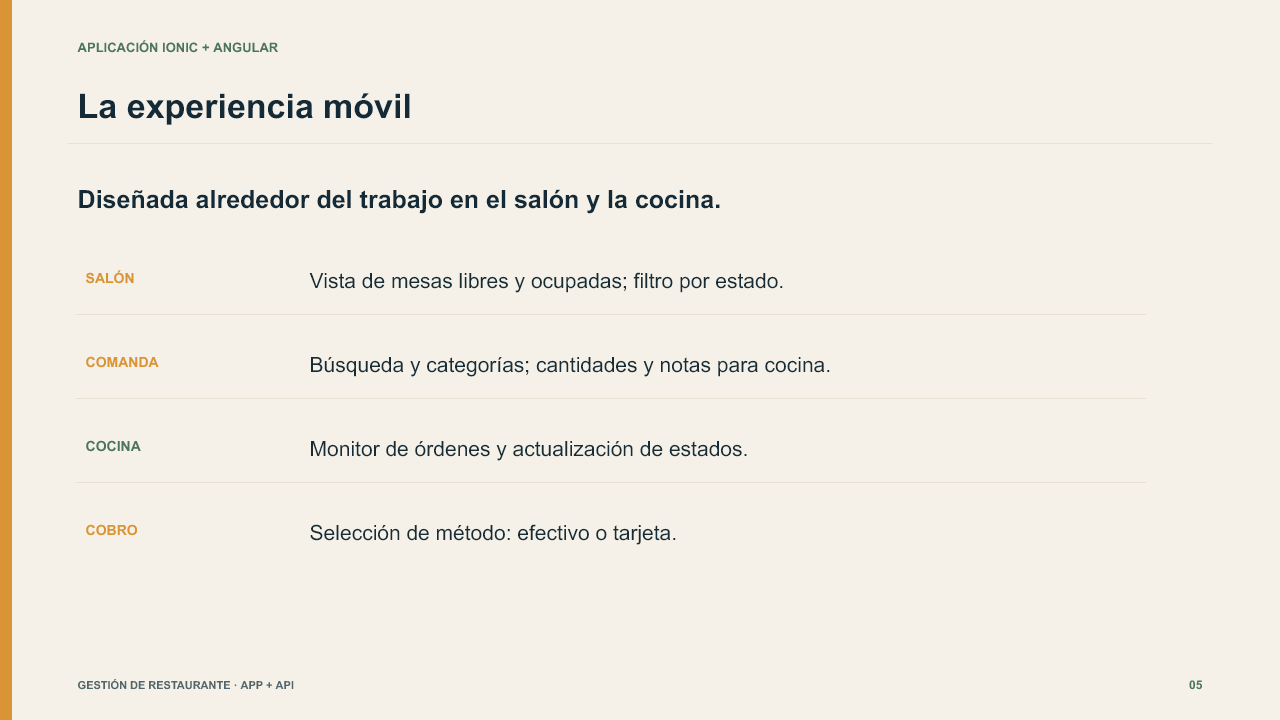 APLICACIÓN IONIC + ANGULAR
La experiencia móvil
Diseñada alrededor del trabajo en el salón y la cocina.
SALÓN
Vista de mesas libres y ocupadas; filtro por estado.
COMANDA
Búsqueda y categorías; cantidades y notas para cocina.
COCINA
Monitor de órdenes y actualización de estados.
COBRO
Selección de método: efectivo o tarjeta.
GESTIÓN DE RESTAURANTE · APP + API
05